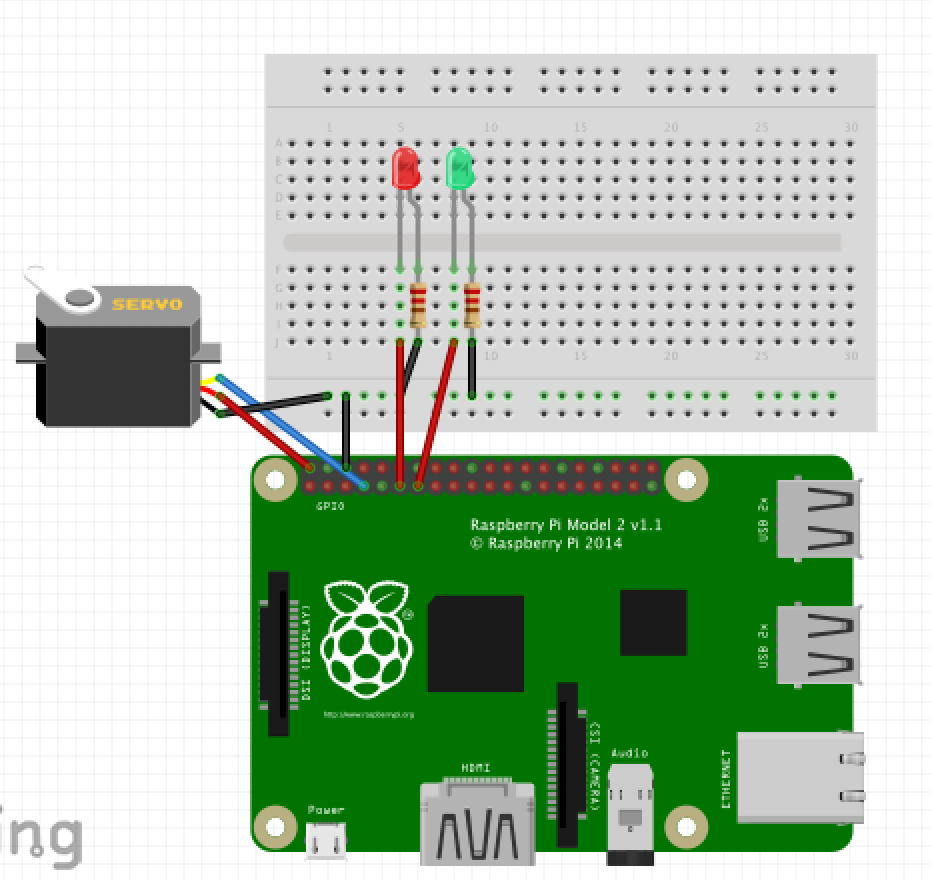 1 5 10 15 20 25 30
A
B
C
D
E
F
G
H
I
J
1 10 15 20 25 30
SERVO
GPIO
Raspberry Pi Model 2 v1.1
© Raspberry Pi 2014
USB 2x
DSI (DISPLAY)
USB 2x
http://www.raspberrypi.org
CSI (CAMERA)
Audio
ETHERNET
HDMI
Power
ing